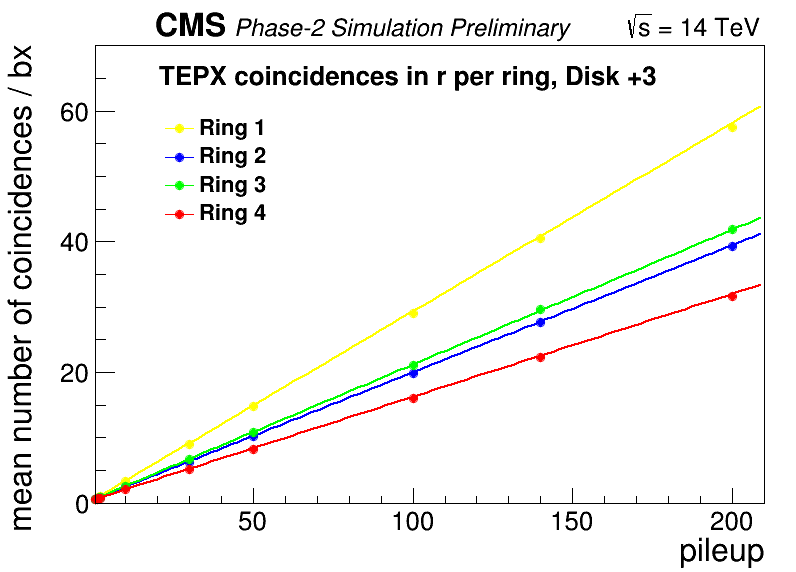 CMS Phase-2 Simulation Preliminary √s = 14 TeV
TEPX coincidences in r per ring, Disk +3
mean number of coincidences / bx
Ring 1
Ring 2
Ring 3
Ring 4
60
40
20
0
50 100 150 200
pileup